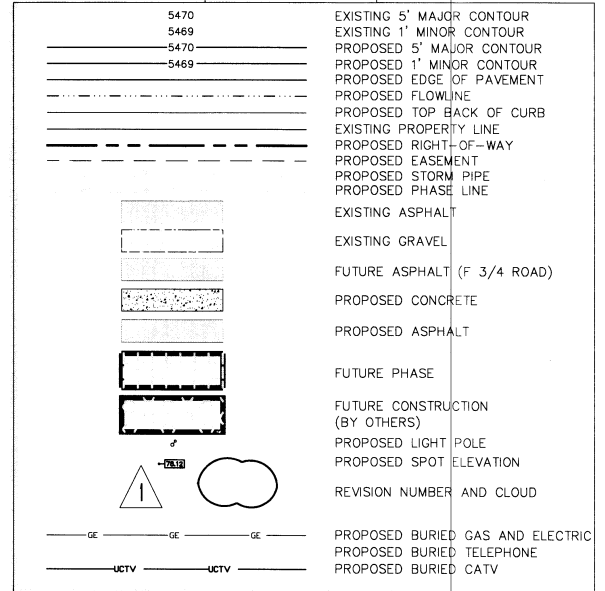 5470 EXISTING 5' MAJOR CONTOUR
5469 EXISTING 1' MINOR CONTOUR
5470 PROPOSED 5' MAJOR CONTOUR
5469 PROPOSED 1' MINOR CONTOUR
PROPOSED EDGE OF PAVEMENT
PROPOSED FLOWLINE
PROPOSED TOP BACK OF CURB
EXISTING PROPERTY LINE
PROPOSED RIGHT-OF-WAY
PROPOSED EASEMENT
PROPOSED STORM PIPE
PROPOSED PHASE LINE
EXISTING ASPHALT
EXISTING GRAVEL
FUTURE ASPHALT (F 3/4 ROAD)
PROPOSED CONCRETE
PROPOSED ASPHALT
FUTURE PHASE
FUTURE CONSTRUCTION
(BY OTHERS)
PROPOSED LIGHT POLE
78.12 PROPOSED SPOT ELEVATION
1 REVISION NUMBER AND CLOUD
GE GE GE PROPOSED BURIED GAS AND ELECTRIC
PROPOSED BURIED TELEPHONE
UCTV UCTV PROPOSED BURIED CATV